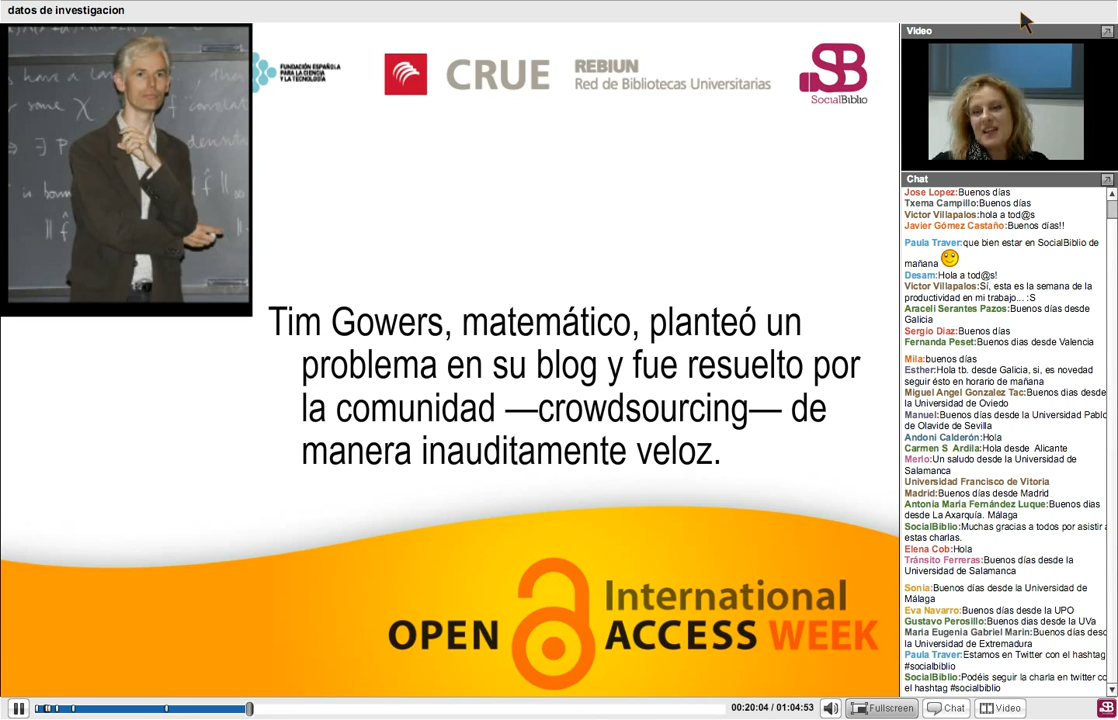 datos de investigacion
FUNDACIÓN ESPAÑOLA
PARA LA CIENCIA
Y LA TECNOLOGÍA
CRUE
REBIUN
Red de Bibliotecas Universitarias
SB
SocialBiblio
have a
some X
Tim Gowers, matemático, planteó un
problema en su blog y fue resuelto por
la comunidad —crowdsourcing— de
manera inauditamente veloz.
International
OPEN ACCESS WEEK
Video
Chat
Jose Lopez:Buenos días
Txema Campillo:Buenos días
Victor Villapalos:hola a tod@s
Javier Gómez Castaño:Buenos días!!
Paula Traver:que bien estar en SocialBiblio de
mañana
Desam:Hola a tod@s!
Victor Villapalos:Sí, esta es la semana de la
productividad en mi trabajo... :S
Araceli Serantes Pazos:Buenos días desde
Galicia
Sergio Diaz:Buenos días
Fernanda Peset:Buenos dias desde Valencia
Mila:buenos días
Esther:Hola tb. desde Galicia, si, es novedad
seguir ésto en horario de mañana
Miguel Angel Gonzalez Tac:Buenos dias desde
la Universidad de Oviedo
Manuel:Buenos días desde la Universidad Pablo
de Olavide de Sevilla
Andoni Calderón:Hola
Carmen S Ardila:Hola desde Alicante
Merlo:Un saludo desde la Universidad de
Salamanca
Universidad Francisco de Vitoria
Madrid:Buenos días desde Madrid
Antonia Maria Fernández Luque:Buenos dias
desde La Axarquía. Málaga
SocialBiblio:Muchas gracias a todos por asistir a
estas charlas.
Elena Cob:Hola
Tránsito Ferreras:Buenos días desde la
Universidad de Salamanca
Sonia:Buenos días desde la Universidad de
Málaga
Eva Navarro:Buenos días desde la UPO
Gustavo Perosillo:Buenos dias desde la UVa
Maria Eugenia Gabriel Marin:Buenos días desd
la Universidad de Extremadura
Paula Traver:Estamos en Twitter con el hashtag
#socialbiblio
SocialBiblio:Podéis seguir la charla en twitter co
el hashtag #socialbiblio
00:20:04 / 01:04:53
Fullscreen
Chat
Video
SB